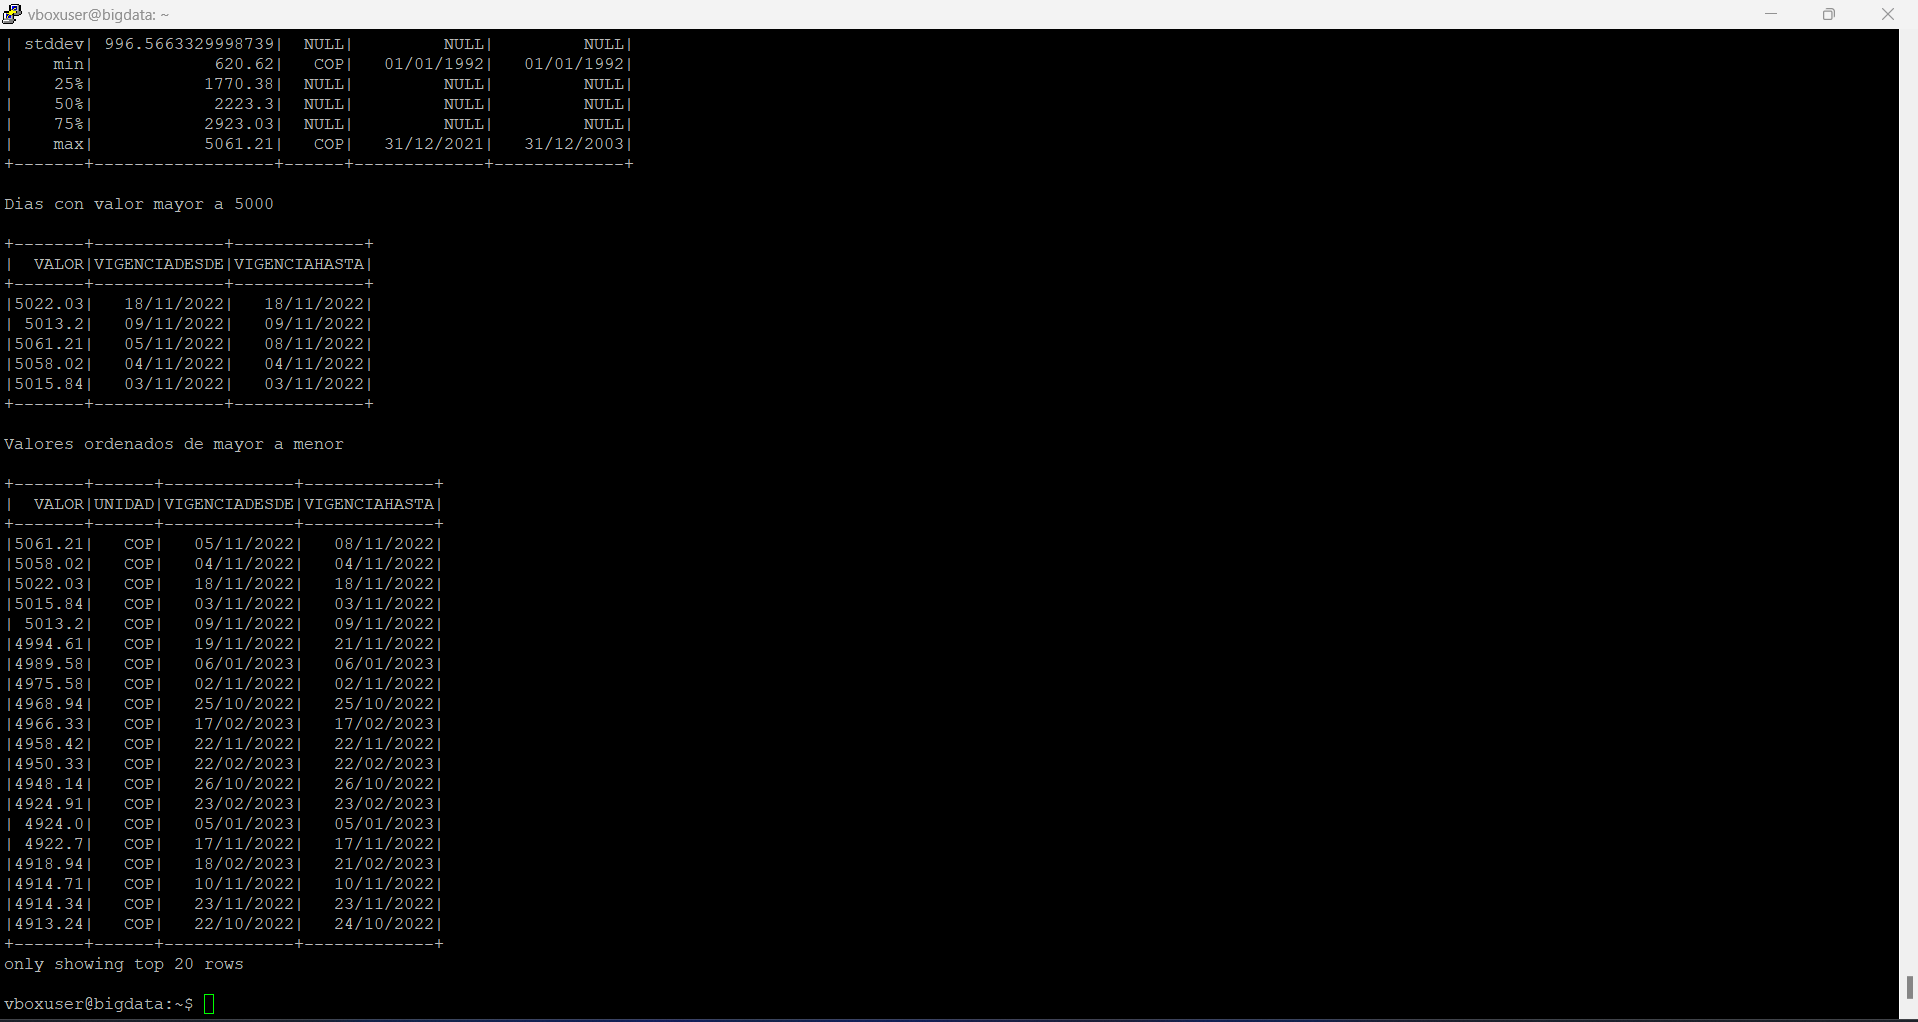 vboxuser@bigdata: ~
| stddev| 996.5663329998739|  NULL|         NULL|         NULL|
|    min|            620.62|   COP|   01/01/1992|   01/01/1992|
|    25%|           1770.38|  NULL|         NULL|         NULL|
|    50%|            2223.3|  NULL|         NULL|         NULL|
|    75%|           2923.03|  NULL|         NULL|         NULL|
|    max|           5061.21|   COP|   31/12/2021|   31/12/2003|
+-------+------------------+------+-------------+-------------+
Dias con valor mayor a 5000
+-------+-------------+-------------+
|  VALOR|VIGENCIADESDE|VIGENCIAHASTA|
+-------+-------------+-------------+
|5022.03|   18/11/2022|   18/11/2022|
| 5013.2|   09/11/2022|   09/11/2022|
|5061.21|   05/11/2022|   08/11/2022|
|5058.02|   04/11/2022|   04/11/2022|
|5015.84|   03/11/2022|   03/11/2022|
+-------+-------------+-------------+
Valores ordenados de mayor a menor
+-------+------+-------------+-------------+
|  VALOR|UNIDAD|VIGENCIADESDE|VIGENCIAHASTA|
+-------+------+-------------+-------------+
|5061.21|   COP|   05/11/2022|   08/11/2022|
|5058.02|   COP|   04/11/2022|   04/11/2022|
|5022.03|   COP|   18/11/2022|   18/11/2022|
|5015.84|   COP|   03/11/2022|   03/11/2022|
| 5013.2|   COP|   09/11/2022|   09/11/2022|
|4994.61|   COP|   19/11/2022|   21/11/2022|
|4989.58|   COP|   06/01/2023|   06/01/2023|
|4975.58|   COP|   02/11/2022|   02/11/2022|
|4968.94|   COP|   25/10/2022|   25/10/2022|
|4966.33|   COP|   17/02/2023|   17/02/2023|
|4958.42|   COP|   22/11/2022|   22/11/2022|
|4950.33|   COP|   22/02/2023|   22/02/2023|
|4948.14|   COP|   26/10/2022|   26/10/2022|
|4924.91|   COP|   23/02/2023|   23/02/2023|
| 4924.0|   COP|   05/01/2023|   05/01/2023|
| 4922.7|   COP|   17/11/2022|   17/11/2022|
|4918.94|   COP|   18/02/2023|   21/02/2023|
|4914.71|   COP|   10/11/2022|   10/11/2022|
|4914.34|   COP|   23/11/2022|   23/11/2022|
|4913.24|   COP|   22/10/2022|   24/10/2022|
+-------+------+-------------+-------------+
only showing top 20 rows
vboxuser@bigdata:~$